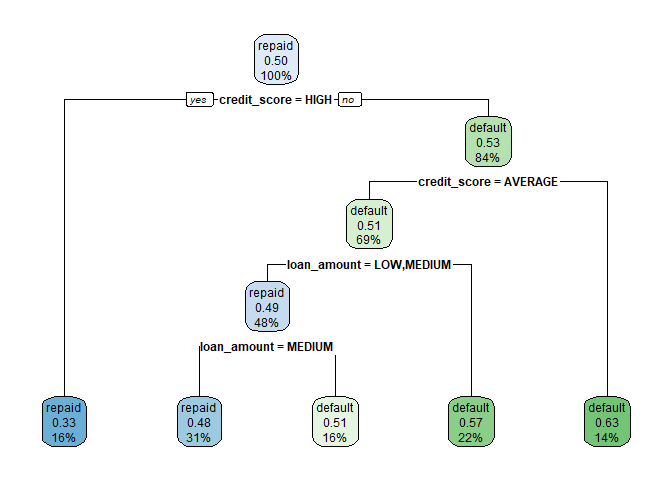 repaid
0.50
100%
yes credit_score = HIGH no
default
0.53
84%
credit_score = AVERAGE
default
0.51
69%
loan_amount = LOW,MEDIUM
repaid
0.49
48%
loan_amount = MEDIUM
repaid
0.33
16%
repaid
0.48
31%
default
0.51
16%
default
0.57
22%
default
0.63
14%